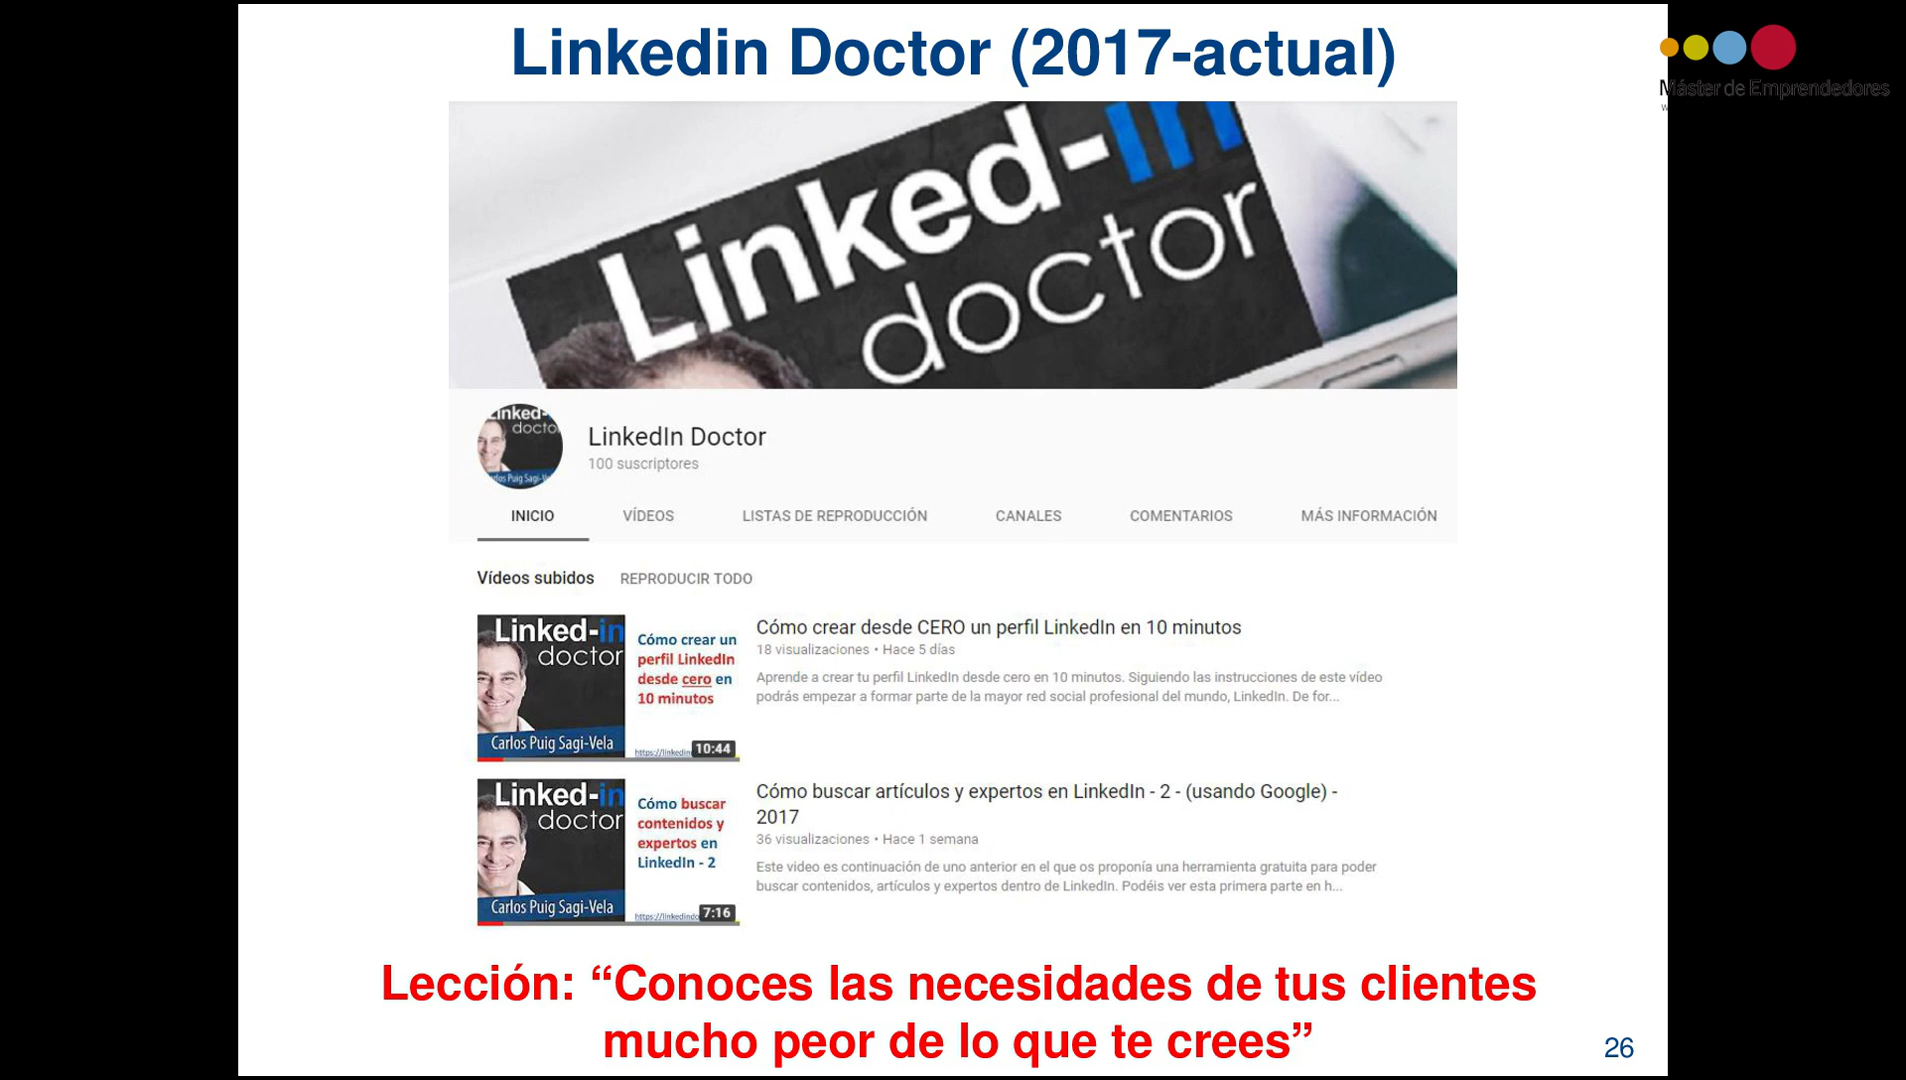 Linkedin Doctor (2017-actual)
Máster de Emprendedores
Linked-in
doctor
LinkedIn Doctor
100 suscriptores
INICIO VÍDEOS LISTAS DE REPRODUCCIÓN CANALES COMENTARIOS MÁS INFORMACIÓN
Vídeos subidos REPRODUCIR TODO
Linked-in
doctor
Carlos Puig Sagi-Vela
Cómo crear un
perfil LinkedIn
desde cero en
10 minutos
10:44
Cómo crear desde CERO un perfil LinkedIn en 10 minutos
18 visualizaciones • Hace 5 días
Aprende a crear tu perfil LinkedIn desde cero en 10 minutos. Siguiendo las instrucciones de este vídeo
podrás empezar a formar parte de la mayor red social profesional del mundo, LinkedIn. De for...
Linked-in
doctor
Carlos Puig Sagi-Vela
Cómo buscar
contenidos y
expertos en
LinkedIn - 2
7:16
Cómo buscar artículos y expertos en LinkedIn - 2 - (usando Google) -
2017
36 visualizaciones • Hace 1 semana
Este video es continuación de uno anterior en el que os proponía una herramienta gratuita para poder
buscar contenidos, artículos y expertos dentro de LinkedIn. Podéis ver esta primera parte en h...
Lección: “Conoces las necesidades de tus clientes
mucho peor de lo que te crees”
26